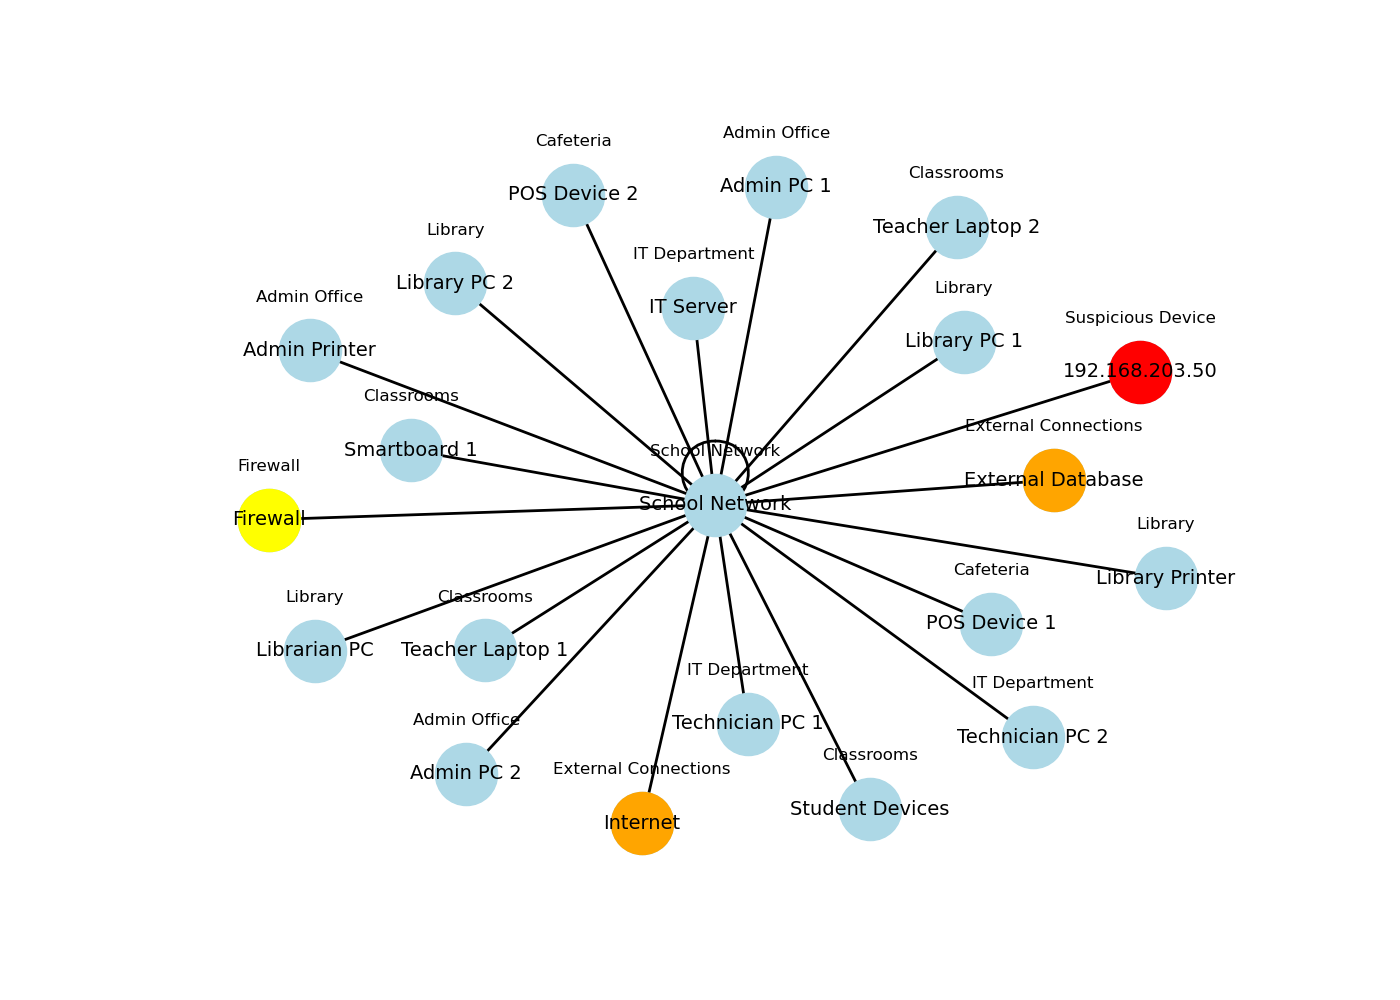 Admin Office
Cafeteria
Classrooms
Admin PC 1
POS Device 2
Library
Teacher Laptop 2
IT Department
Library PC 2
Library
Admin Office
IT Server
Suspicious Device
Library PC 1
Admin Printer
192.168.203.50
Classrooms
External Connections
Smartboard 1
School Network
Firewall
External Database
School Network
Firewall
Library
Cafeteria
Library Printer
Library
Classrooms
POS Device 1
Librarian PC
Teacher Laptop 1
IT Department
IT Department
Admin Office
Technician PC 1
Technician PC 2
Classrooms
Admin PC 2
External Connections
Student Devices
Internet